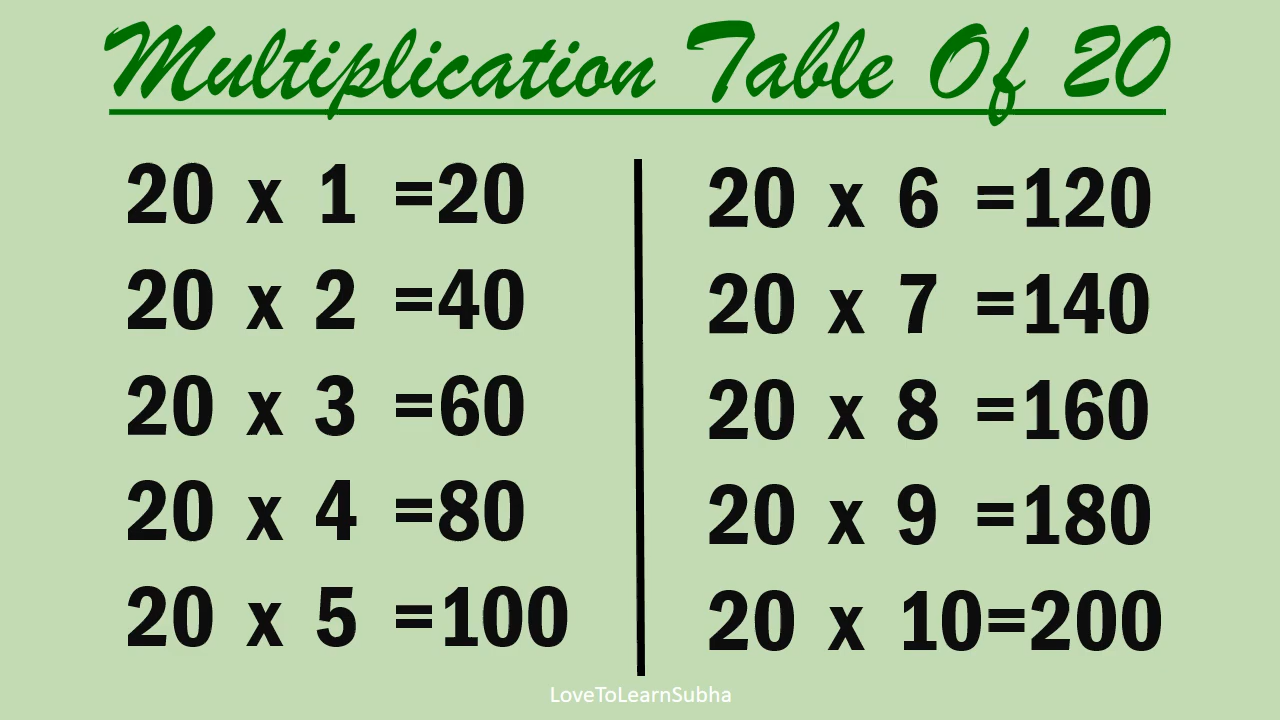 Multiplication Table Of 20
20 x 1 =20
20 x 2 =40
20 x 3 =60
20 x 4 =80
20 x 5 =100
20 x 6 =120
20 x 7 =140
20 x 8 =160
20 x 9 =180
20 x 10=200
LoveToLearnSubha